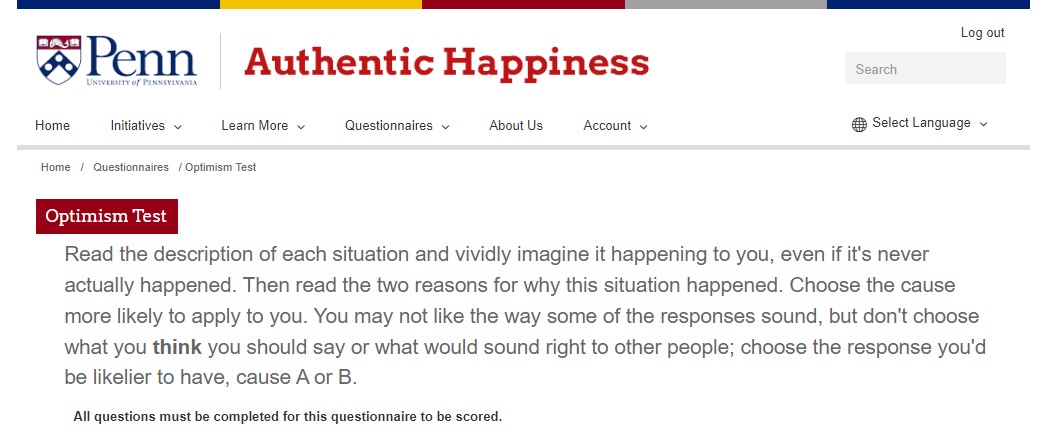 Log out
Penn
UNIVERSITY of PENNSYLVANIA
Authentic Happiness
Search
Home Initiatives Learn More Questionnaires About Us Account Select Language
Home / Questionnaires / Optimism Test
Optimism Test
Read the description of each situation and vividly imagine it happening to you, even if it's never
actually happened. Then read the two reasons for why this situation happened. Choose the cause
more likely to apply to you. You may not like the way some of the responses sound, but don't choose
what you think you should say or what would sound right to other people; choose the response you'd
be likelier to have, cause A or B.
All questions must be completed for this questionnaire to be scored.